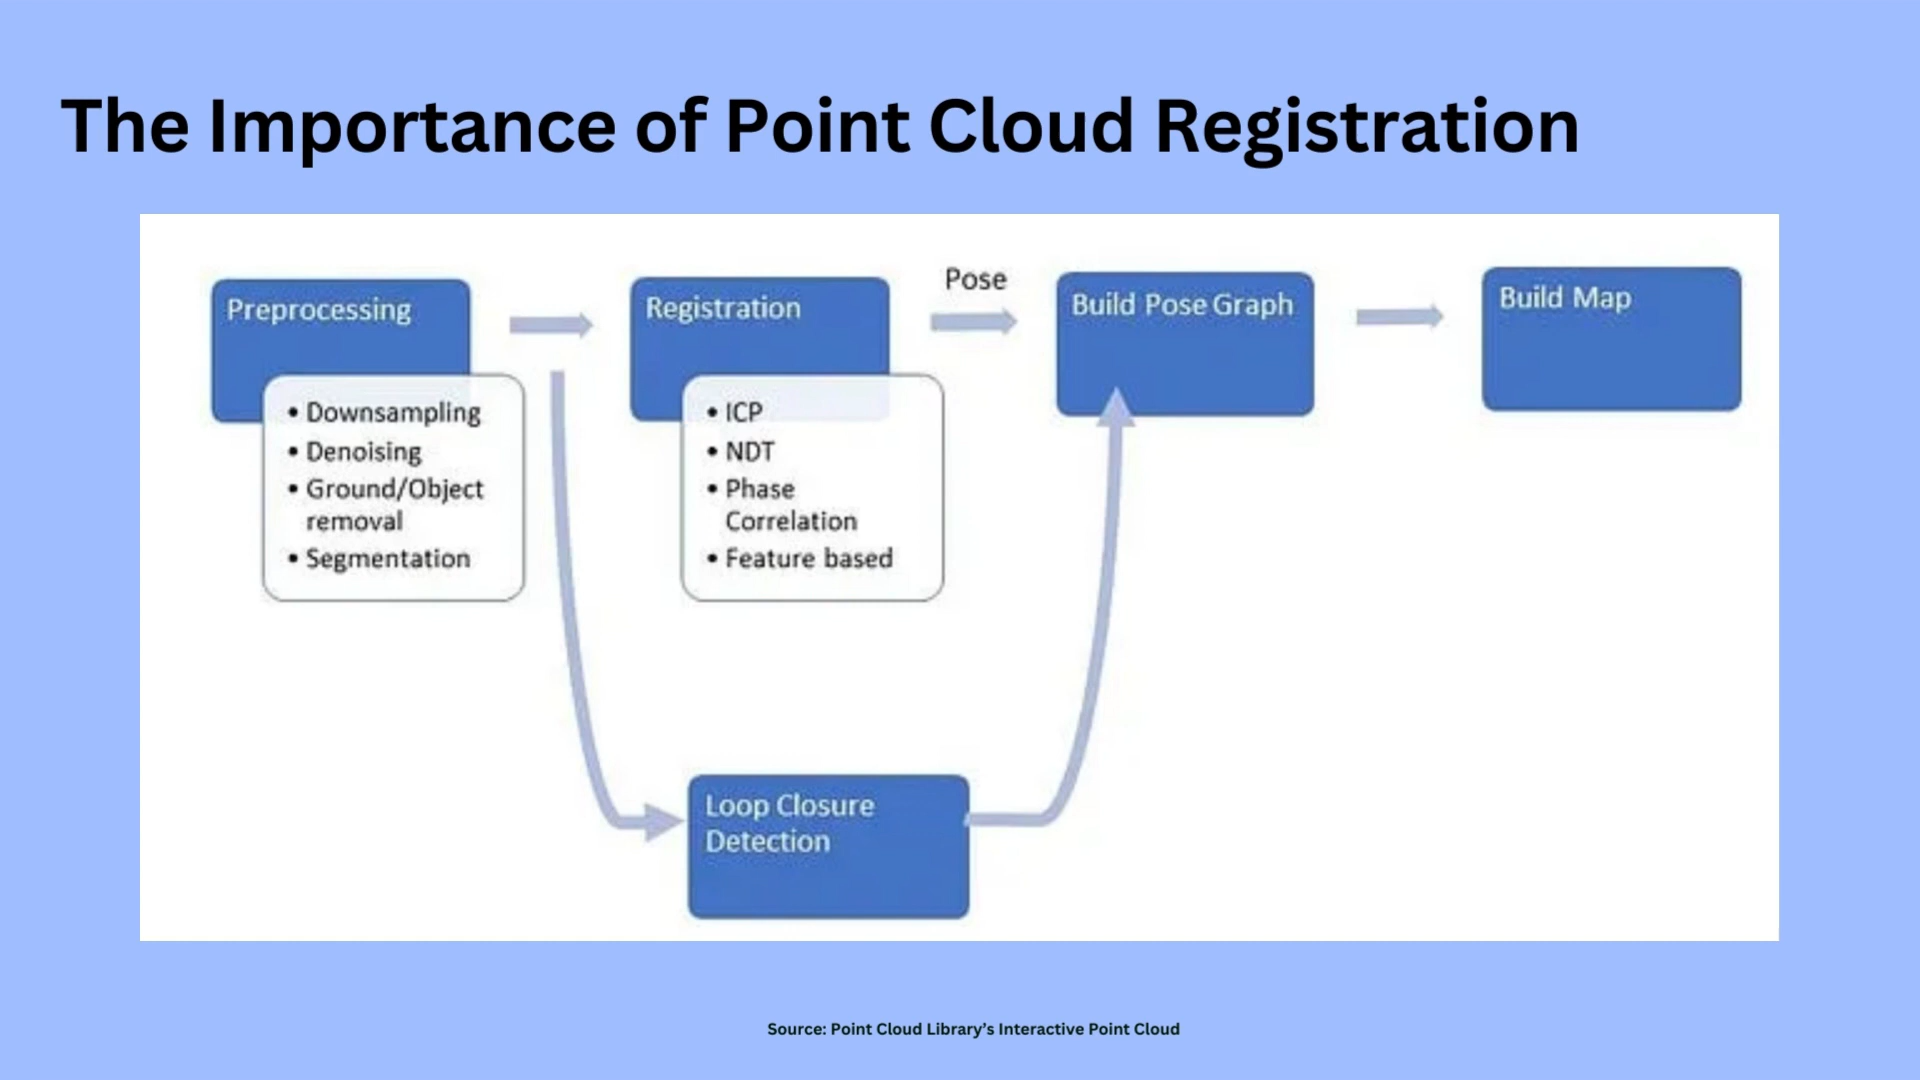 The Importance of Point Cloud Registration
Preprocessing
• Downsampling
• Denoising
• Ground/Object
removal
• Segmentation
Registration
• ICP
• NDT
• Phase
Correlation
• Feature based
Pose
Build Pose Graph
Build Map
Loop Closure
Detection
Source: Point Cloud Library’s Interactive Point Cloud